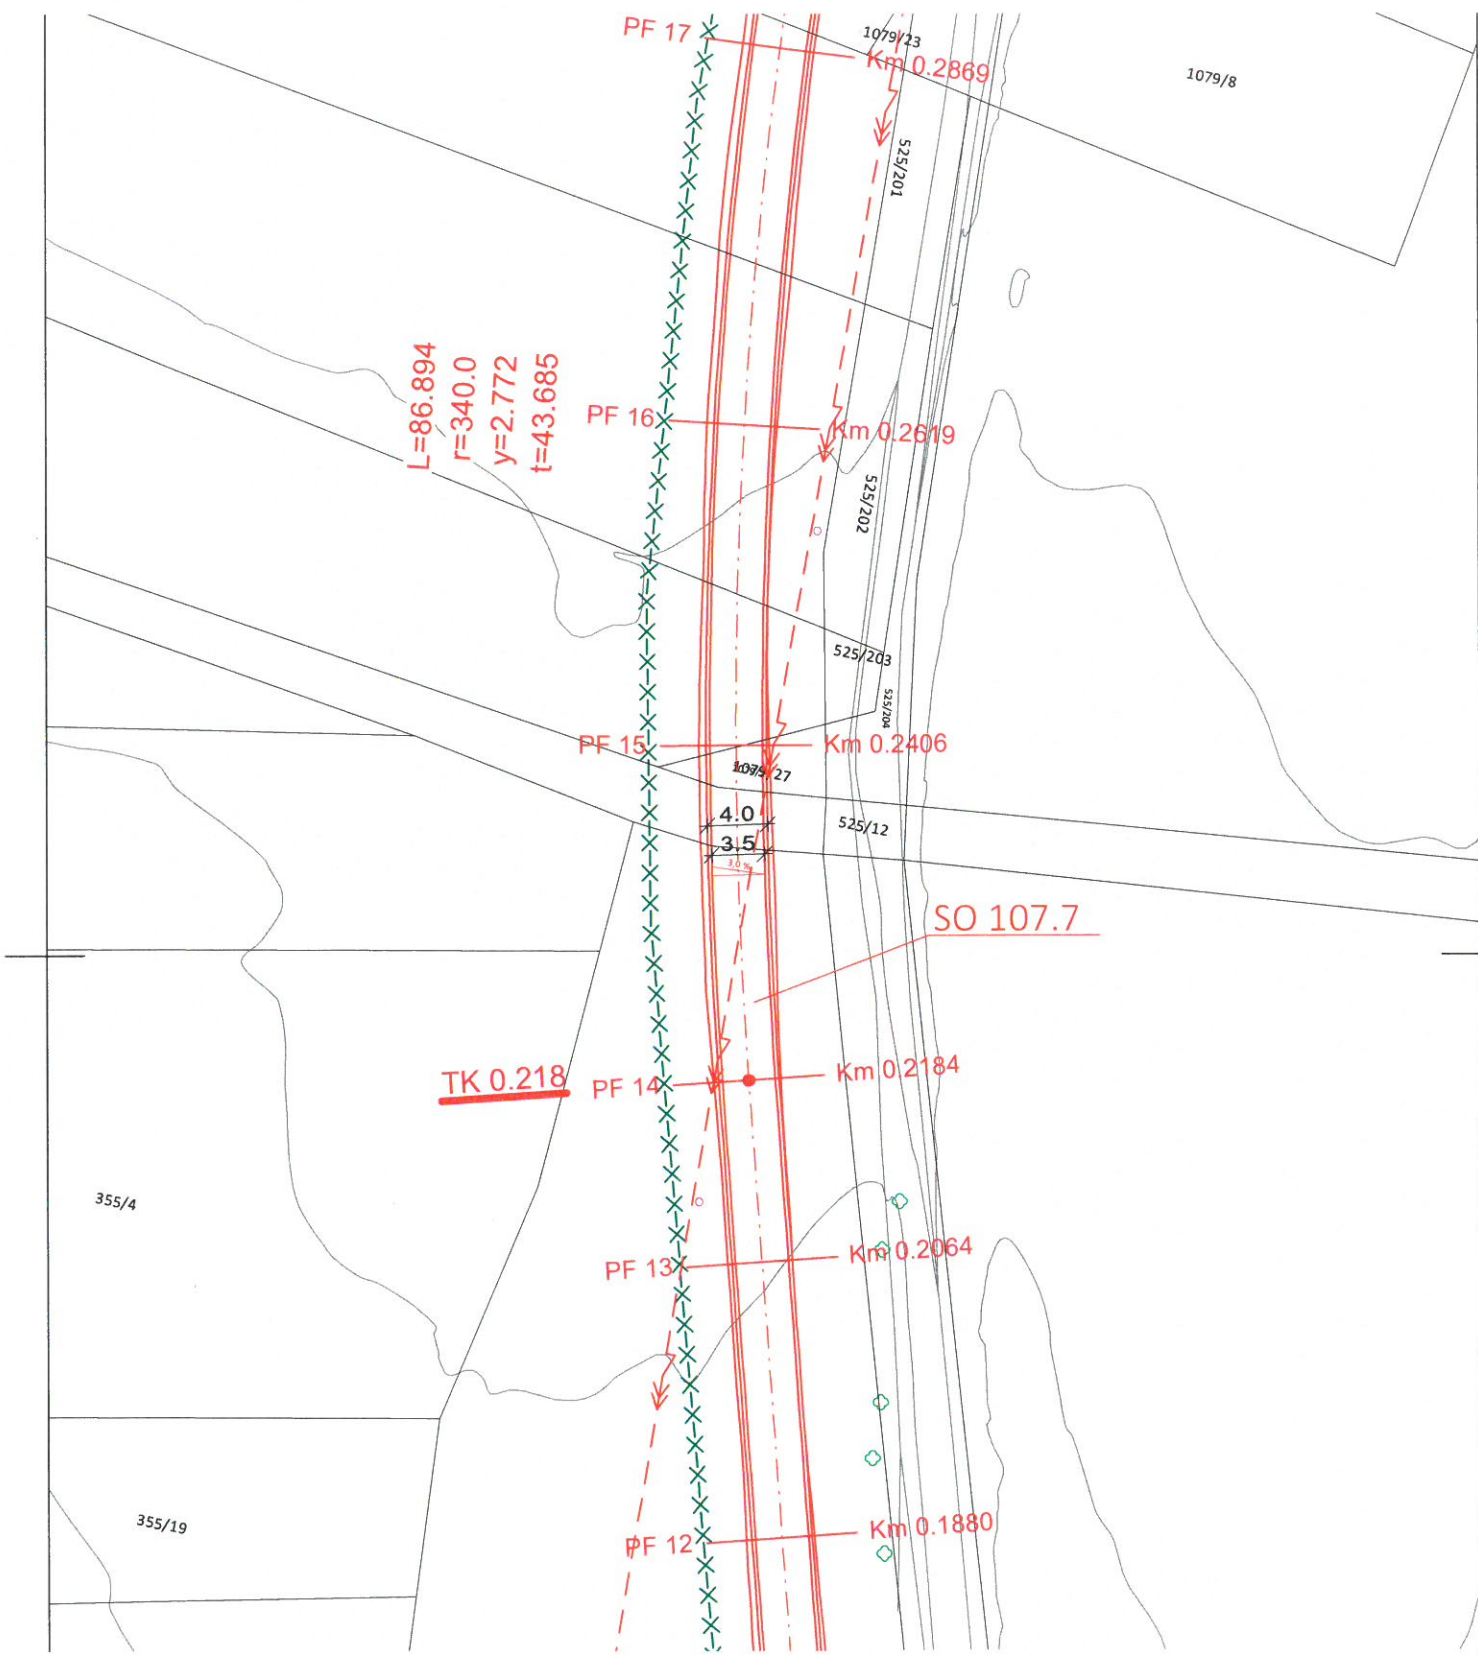 PF 17
1079/23
Km 0.2869
1079/8
525/201
L=86.894
r=340.0
y=2.772
t=43.685
PF 16
Km 0.2619
525/202
525/203
525/204
PF 15
Km 0.2406
1079/27
4.0
525/12
3.5
3,0 %
SO 107.7
TK 0.218
PF 14
Km 0.2184
355/4
PF 13
Km 0.2064
355/19
PF 12
Km 0.1880